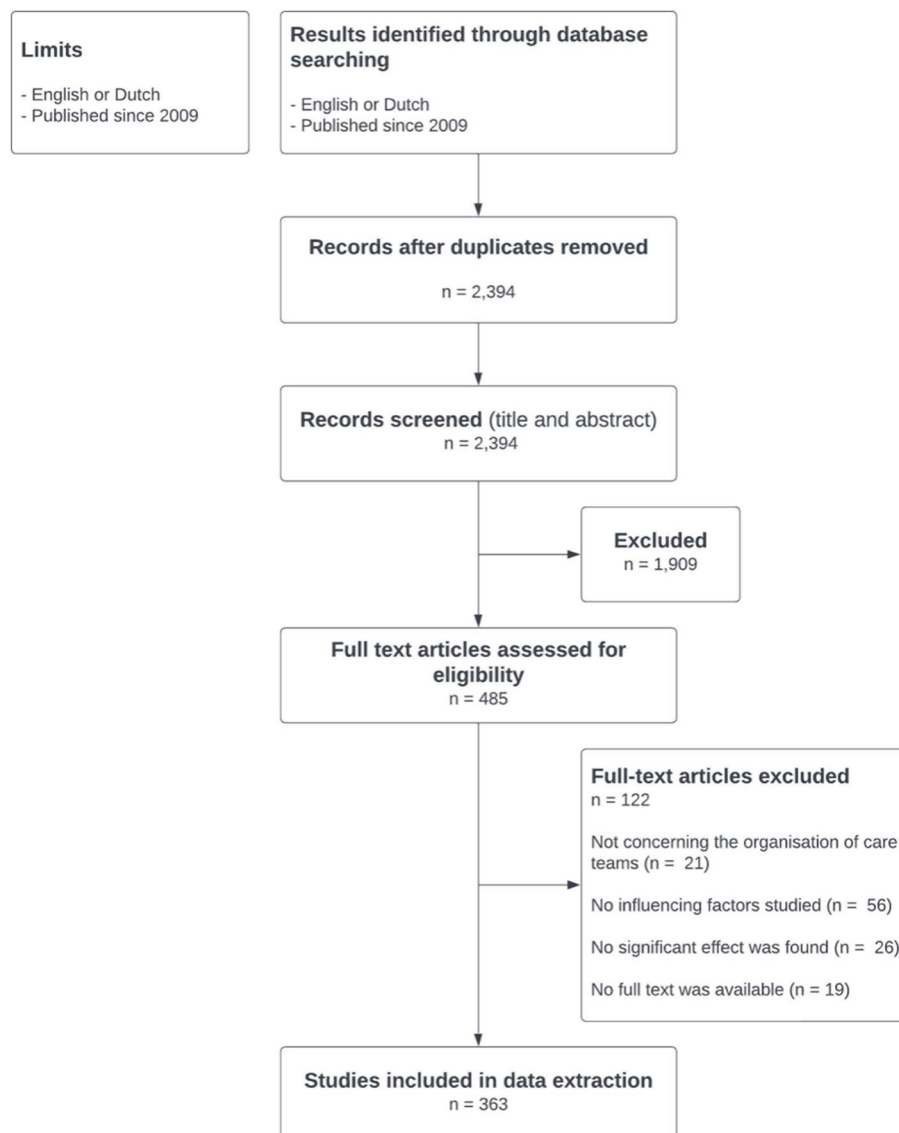 Limits
- English or Dutch
- Published since 2009
Results identified through database
searching
- English or Dutch
- Published since 2009
Records after duplicates removed
n = 2,394
Records screened (title and abstract)
n = 2,394
Excluded
n = 1,909
Full text articles assessed for
eligibility
n = 485
Full-text articles excluded
n = 122
Not concerning the organisation of care
teams (n =  21)
No influencing factors studied (n =  56)
No significant effect was found (n =  26)
No full text was available (n = 19)
Studies included in data extraction
n = 363